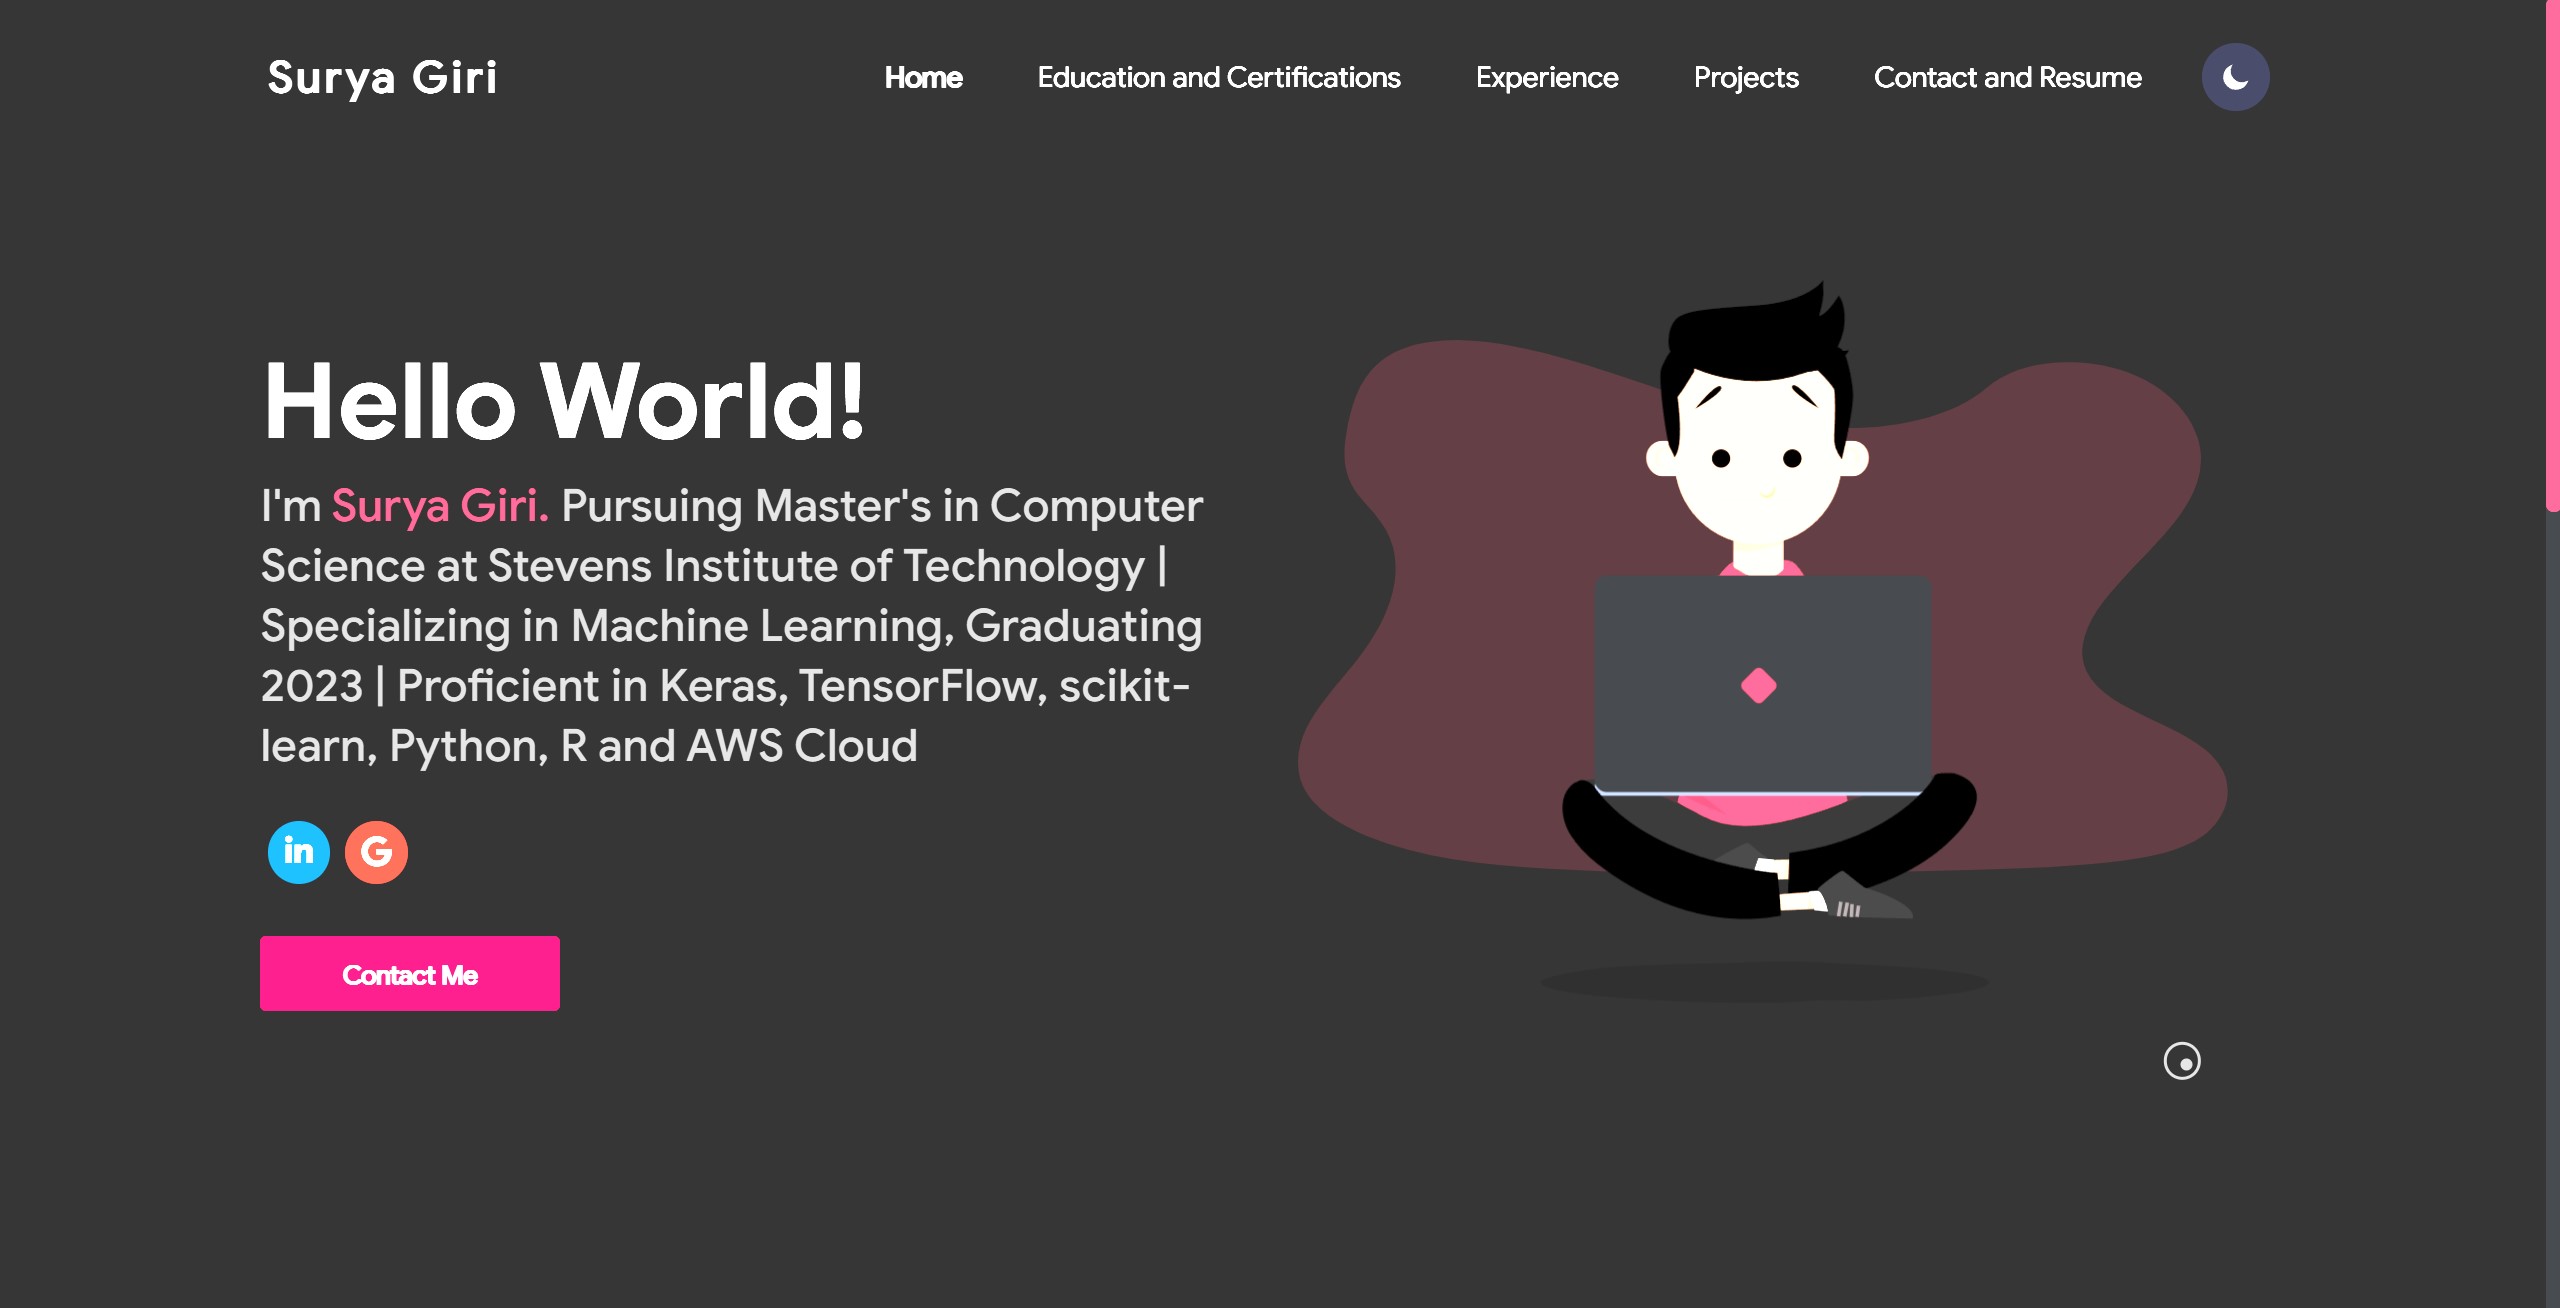 Surya Giri
Home Education and Certifications Experience Projects Contact and Resume
Hello World!
I'm Surya Giri. Pursuing Master's in Computer
Science at Stevens Institute of Technology |
Specializing in Machine Learning, Graduating
2023 | Proficient in Keras, TensorFlow, scikit-
learn, Python, R and AWS Cloud
in G
Contact Me